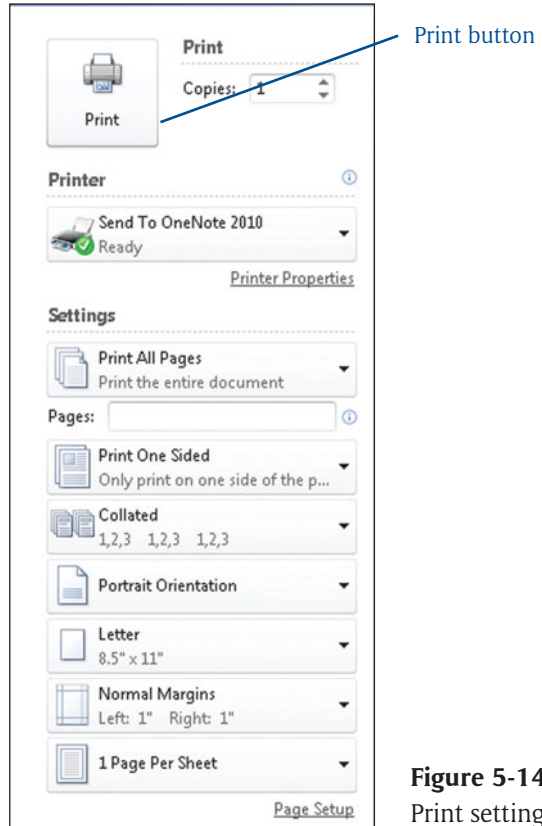 Print
Print button
Copies: 1
Print
Printer
Send To OneNote 2010
Ready
Printer Properties
Settings
Print All Pages
Print the entire document
Pages:
Print One Sided
Only print on one side of the p...
Collated
1,2,3 1,2,3 1,2,3
Portrait Orientation
Letter
8.5" x 11"
Normal Margins
Left: 1" Right: 1"
1 Page Per Sheet
Page Setup
Figure 5-14
Print setting